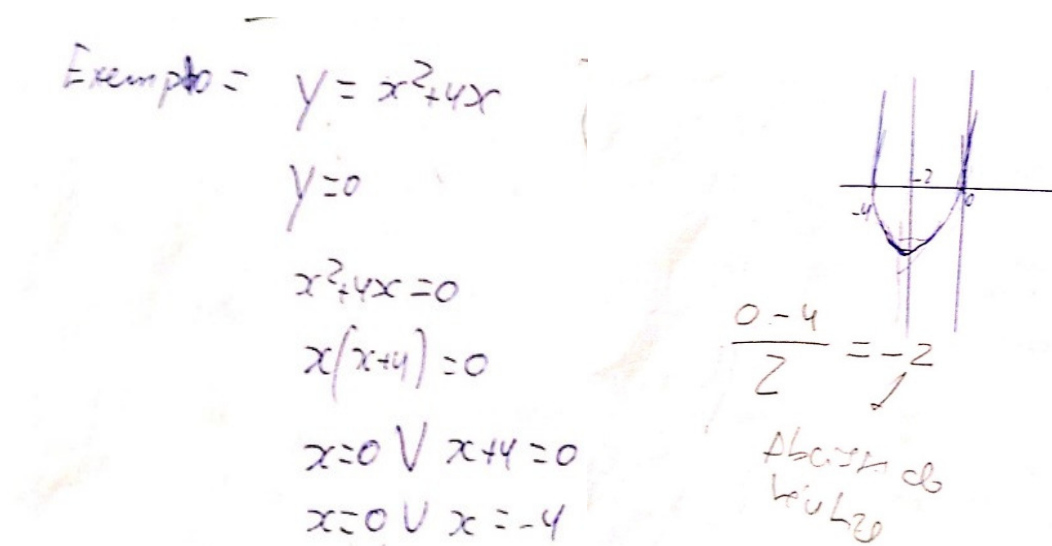 Exemplo = y = x²+4x
y=0
x²+4x=0
x(x+4)=0
x=0 V x+4=0
x=0 V x=-4
-2
-4
0
0-4
2
=-2
Abcissa do
vértice